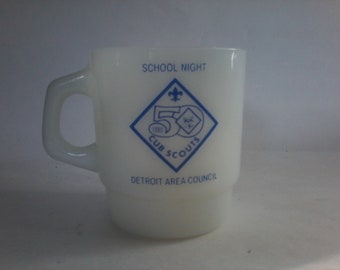 SCHOOL NIGHT
50
CUB SCOUTS
DETROIT AREA COUNCIL